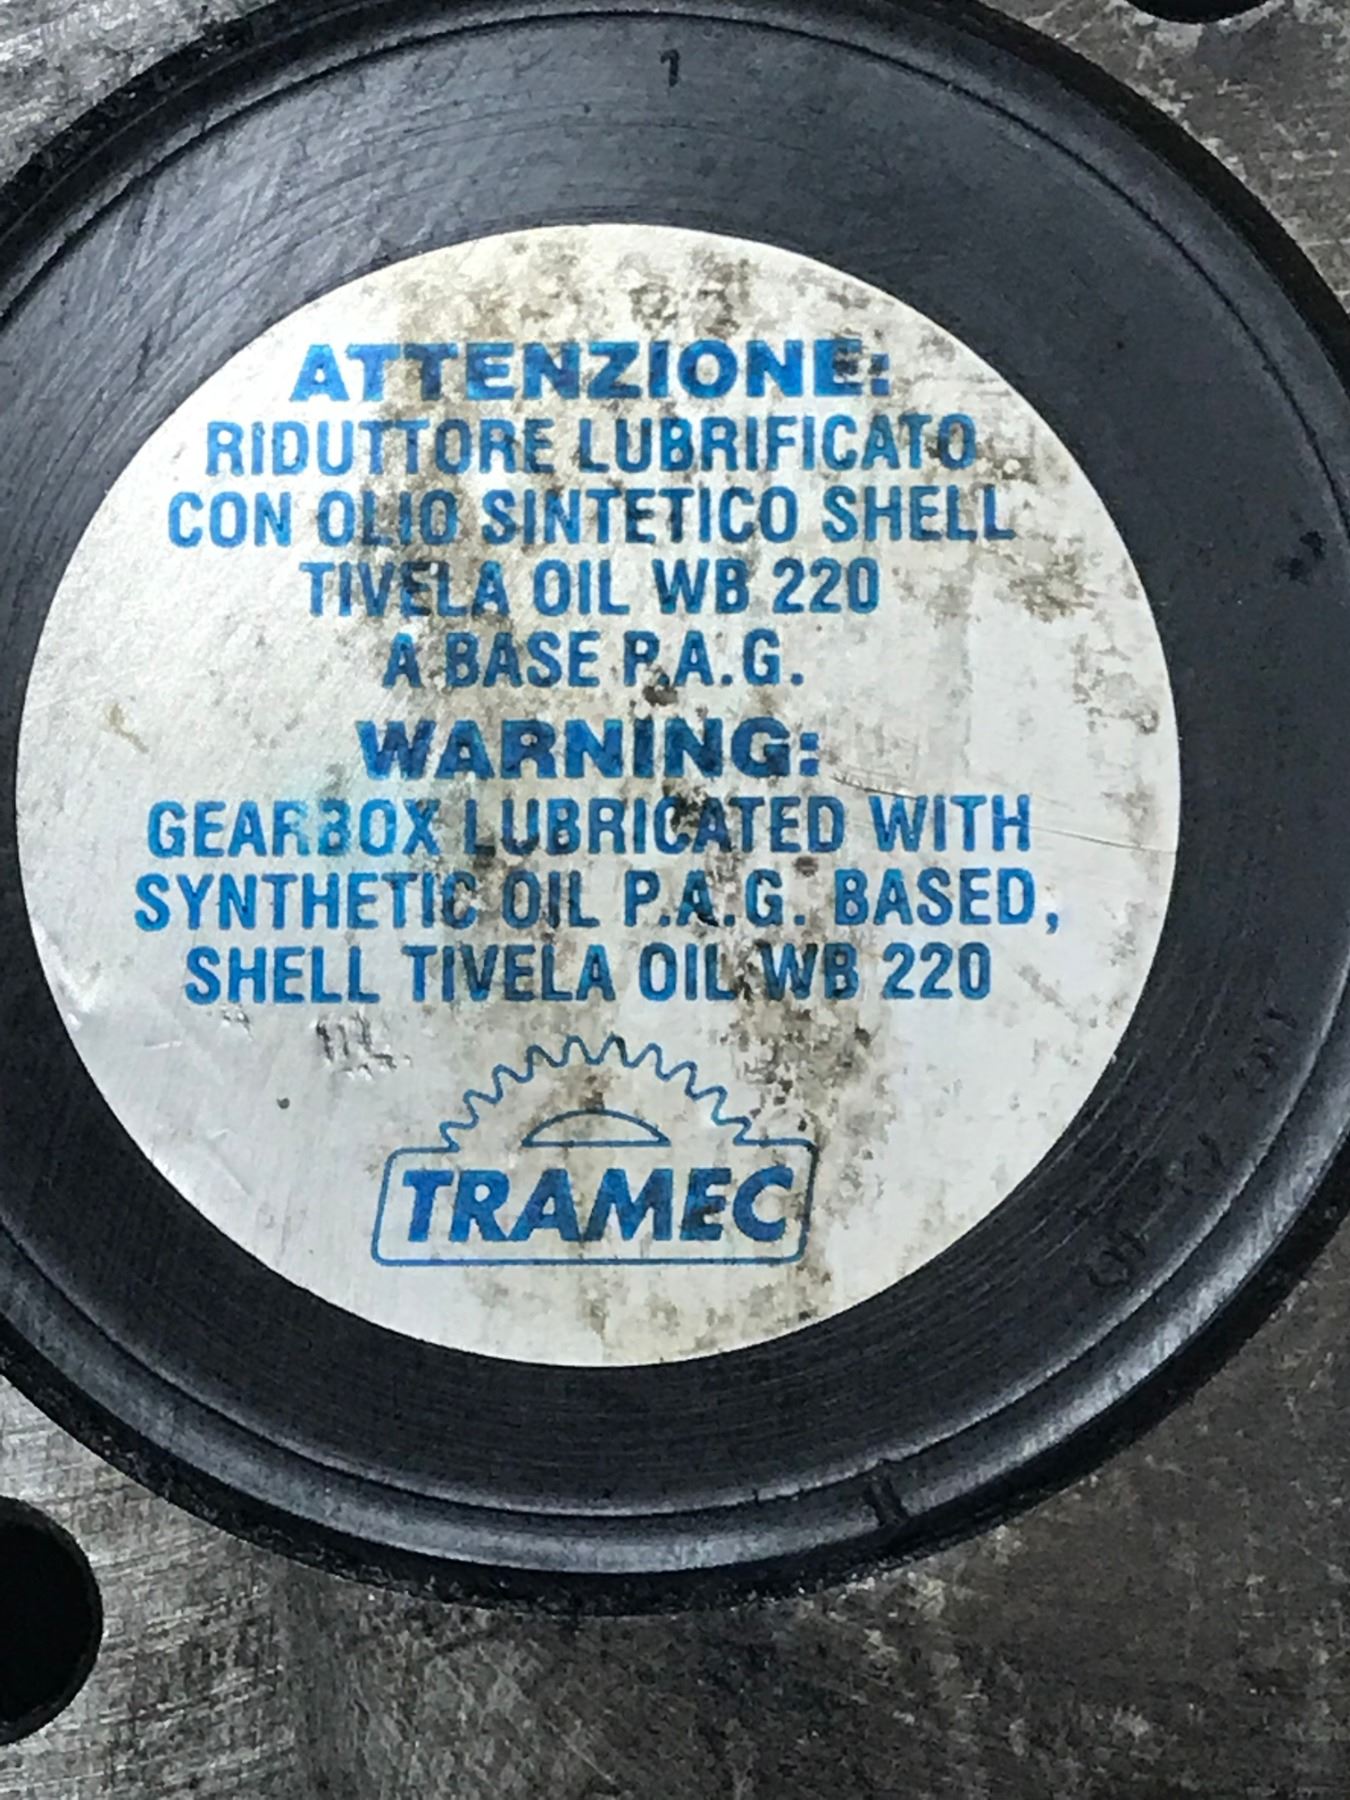 1
ATTENZIONE:
RIDUTTORE LUBRIFICATO
CON OLIO SINTETICO SHELL
TIVELA OIL WB 220
A BASE P.A.G.
WARNING:
GEARBOX LUBRICATED WITH
SYNTHETIC OIL P.A.G. BASED,
SHELL TIVELA OIL WB 220
TRAMEC